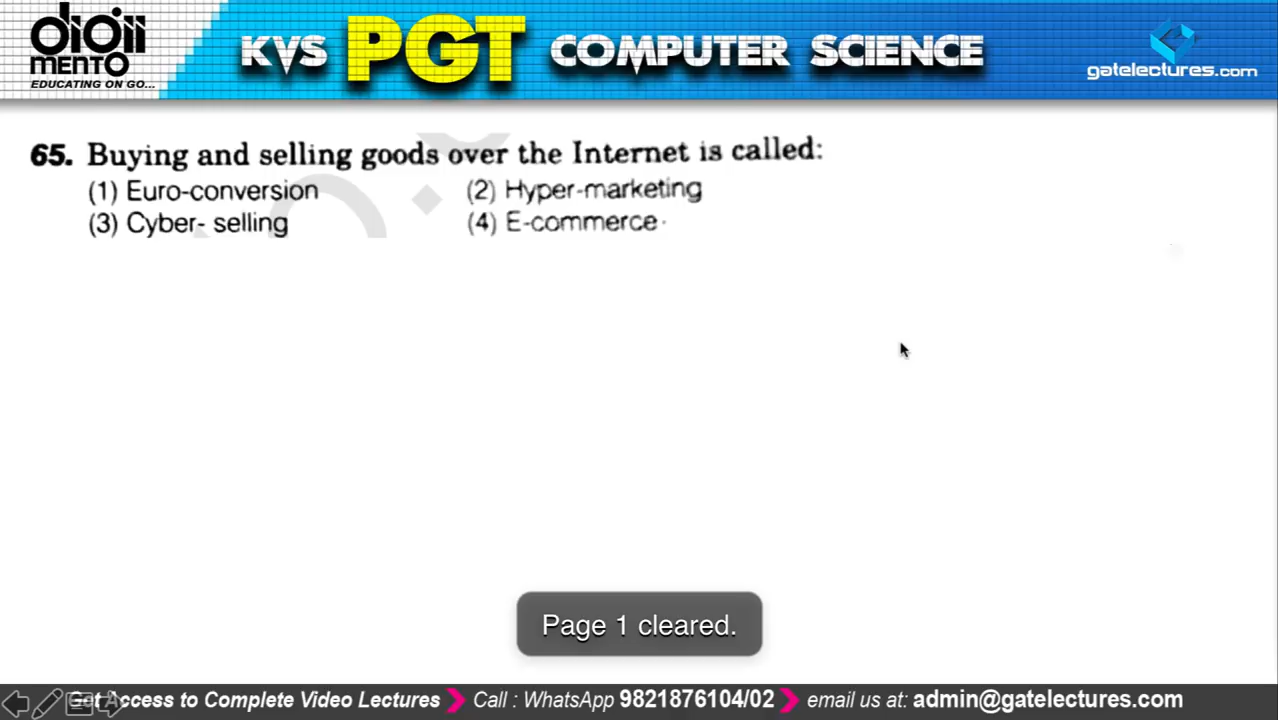 digii
MENTO
EDUCATING ON GO...
KVS PGT COMPUTER SCIENCE
gatelectures.com
65. Buying and selling goods over the Internet is called:
(1) Euro-conversion (2) Hyper-marketing
(3) Cyber- selling (4) E-commerce
Page 1 cleared.
Get Access to Complete Video Lectures Call : WhatsApp 9821876104/02 email us at: admin@gatelectures.com